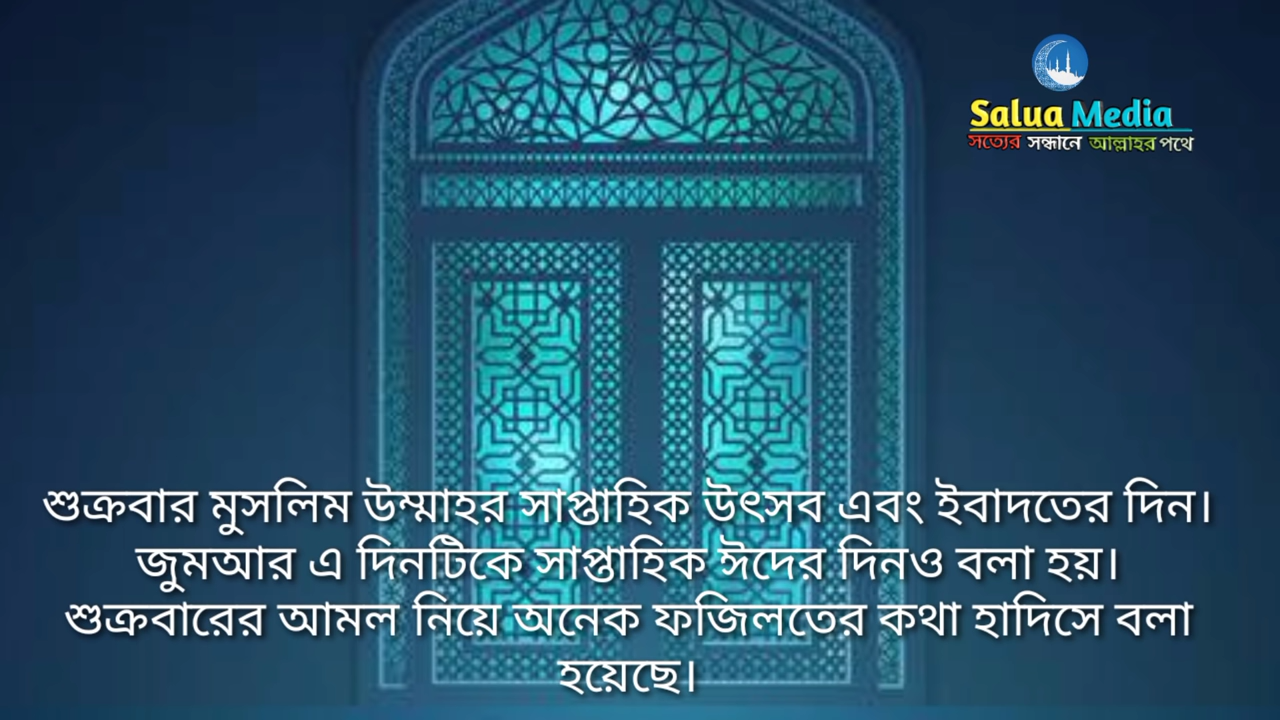 Salua Media
সত্যের সন্ধানে আল্লাহর পথে
শুক্রবার মুসলিম উম্মাহর সাপ্তাহিক উৎসব এবং ইবাদতের দিন।
জুমআর এ দিনটিকে সাপ্তাহিক ঈদের দিনও বলা হয়।
শুক্রবারের আমল নিয়ে অনেক ফজিলতের কথা হাদিসে বলা
হয়েছে।